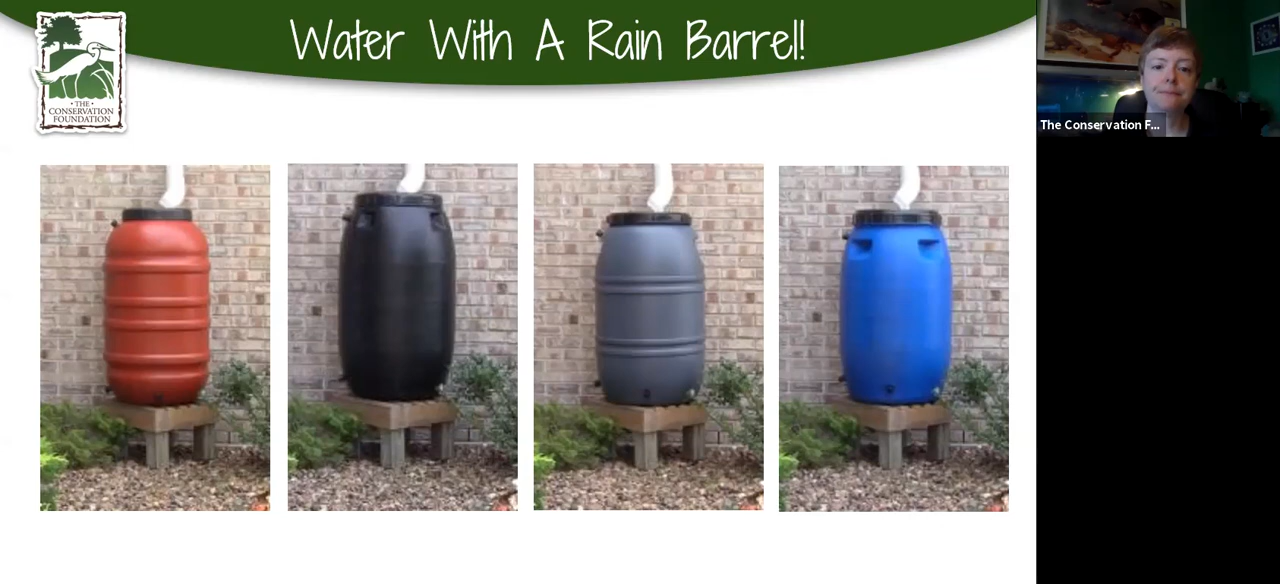 Water With A Rain Barrel!
• THE •
CONSERVATION
FOUNDATION
The Conservation F...